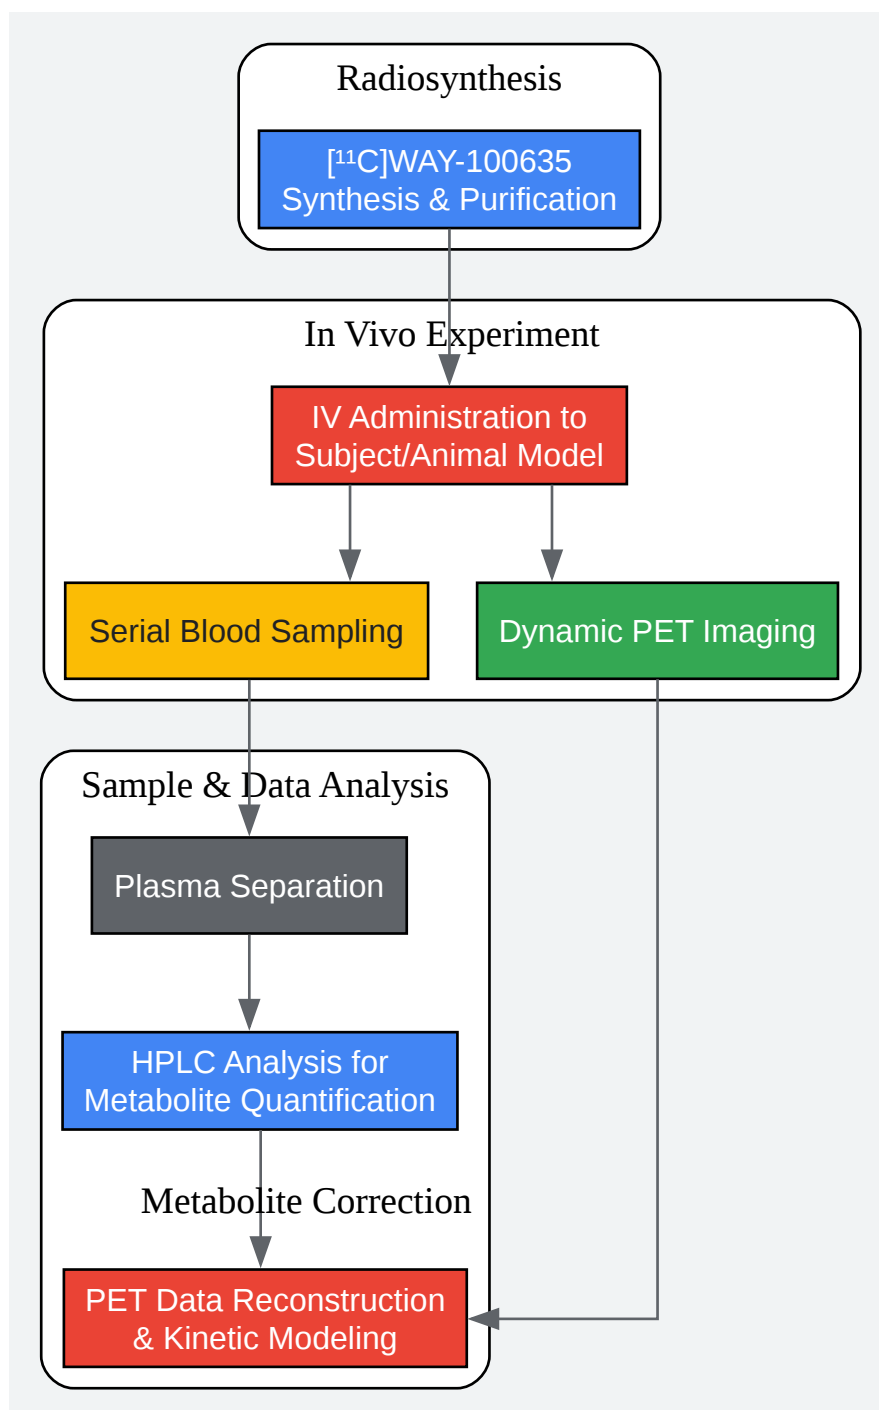 Radiosynthesis
[¹¹C]WAY-100635
Synthesis & Purification
In Vivo Experiment
IV Administration to
Subject/Animal Model
Serial Blood Sampling
Dynamic PET Imaging
Sample & Data Analysis
Plasma Separation
HPLC Analysis for
Metabolite Quantification
Metabolite Correction
PET Data Reconstruction
& Kinetic Modeling